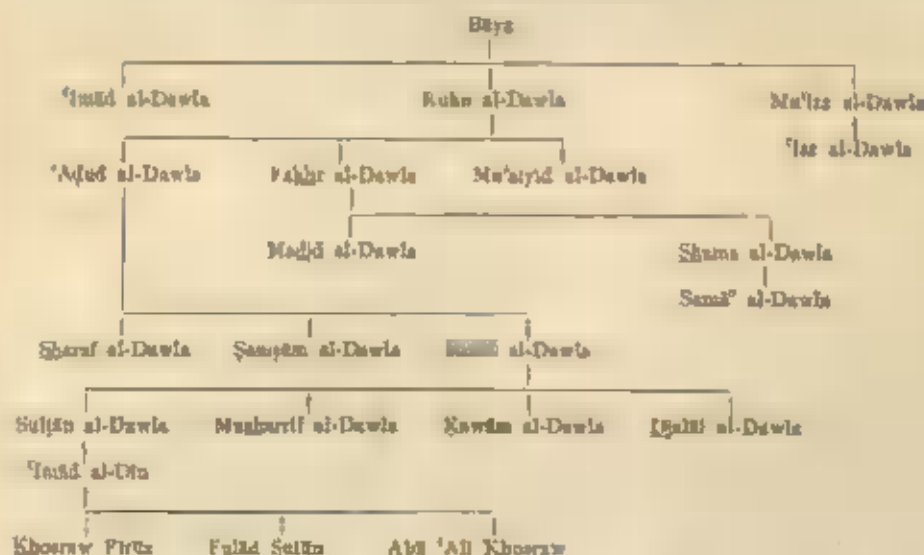 Būya
ʿImād al-Dawla Rukn al-Dawla Muʿizz al-Dawla
ʿIzz al-Dawla
ʿAḍud al-Dawla Fakhr al-Dawla Muʾaiyid al-Dawla
Madjd al-Dawla Shams al-Dawla
Samāʾ al-Dawla
Sharaf al-Dawla Ṣamṣām al-Dawla al-Dawla
Sulṭān al-Dawla Musharrif al-Dawla Ḳawām al-Dawla Djalāl al-Dawla
ʿImād al-Dīn
Khosraw Fīrūz Fulād Sutūn Abū ʿAlī Khosraw